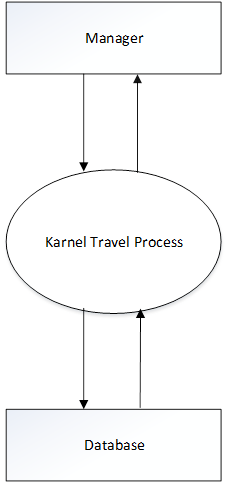 Manager
Karnel Travel Process
Database